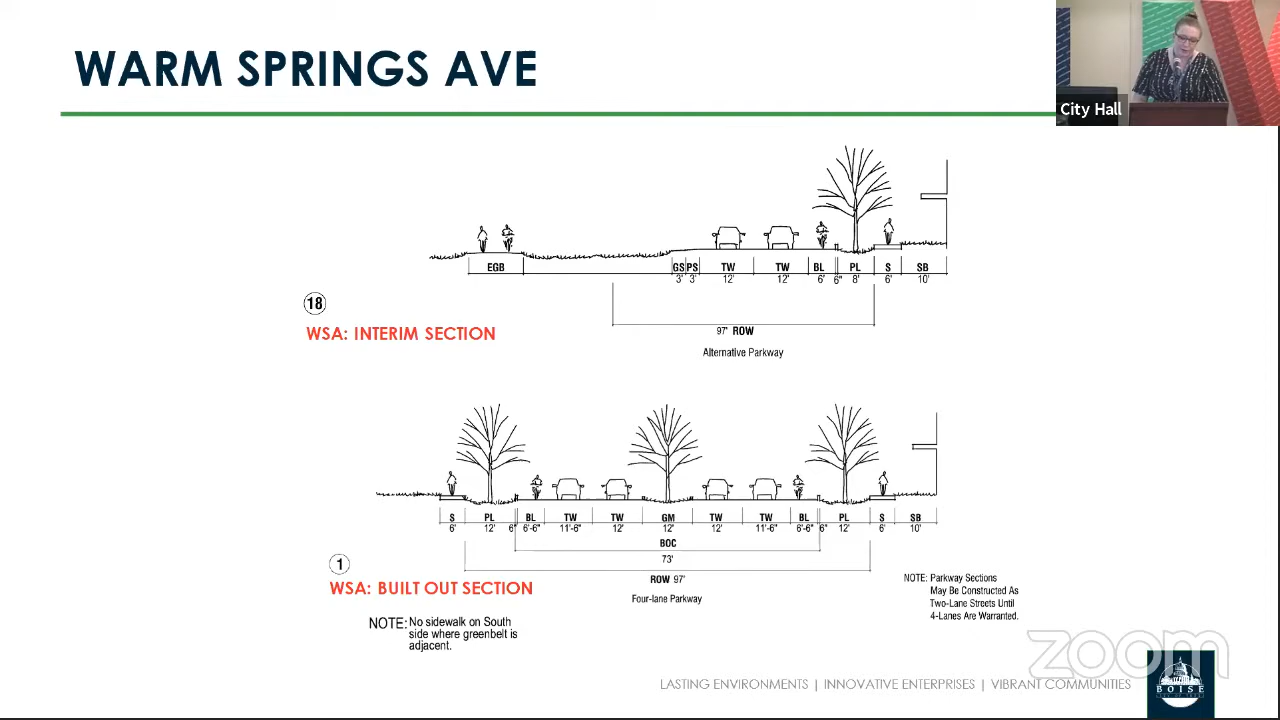 WARM SPRINGS AVE
City Hall
EGB GS PS TW TW BL PL S SB
3' 3' 12' 12' 6' 6" 8' 6' 10'
18
97' ROW
WSA: INTERIM SECTION
Alternative Parkway
S PL BL TW TW GM TW TW BL PL S SB
6' 12' 6" 6'-6" 11'-6" 12' 12' 12' 11'-6" 6'-6" 6" 12' 6' 10'
BOC
73'
1
ROW 97'
WSA: BUILT OUT SECTION
Four-lane Parkway
NOTE: Parkway Sections
May Be Constructed As
Two-Lane Streets Until
4-Lanes Are Warranted.
NOTE: No sidewalk on South
side where greenbelt is
adjacent.
zoom
LASTING ENVIRONMENTS | INNOVATIVE ENTERPRISES | VIBRANT COMMUNITIES
BOISE